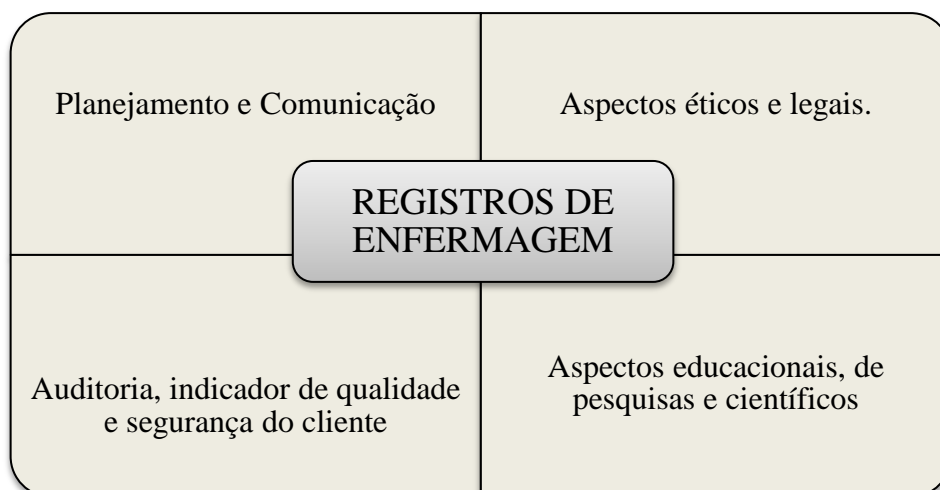 Planejamento e Comunicação
Aspectos éticos e legais.
REGISTROS DE
ENFERMAGEM
Auditoria, indicador de qualidade
e segurança do cliente
Aspectos educacionais, de
pesquisas e científicos